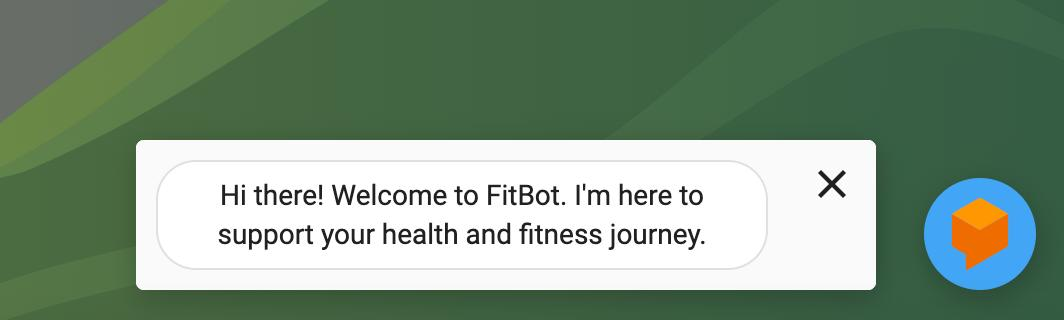 Hi there! Welcome to FitBot. I'm here to
support your health and fitness journey.